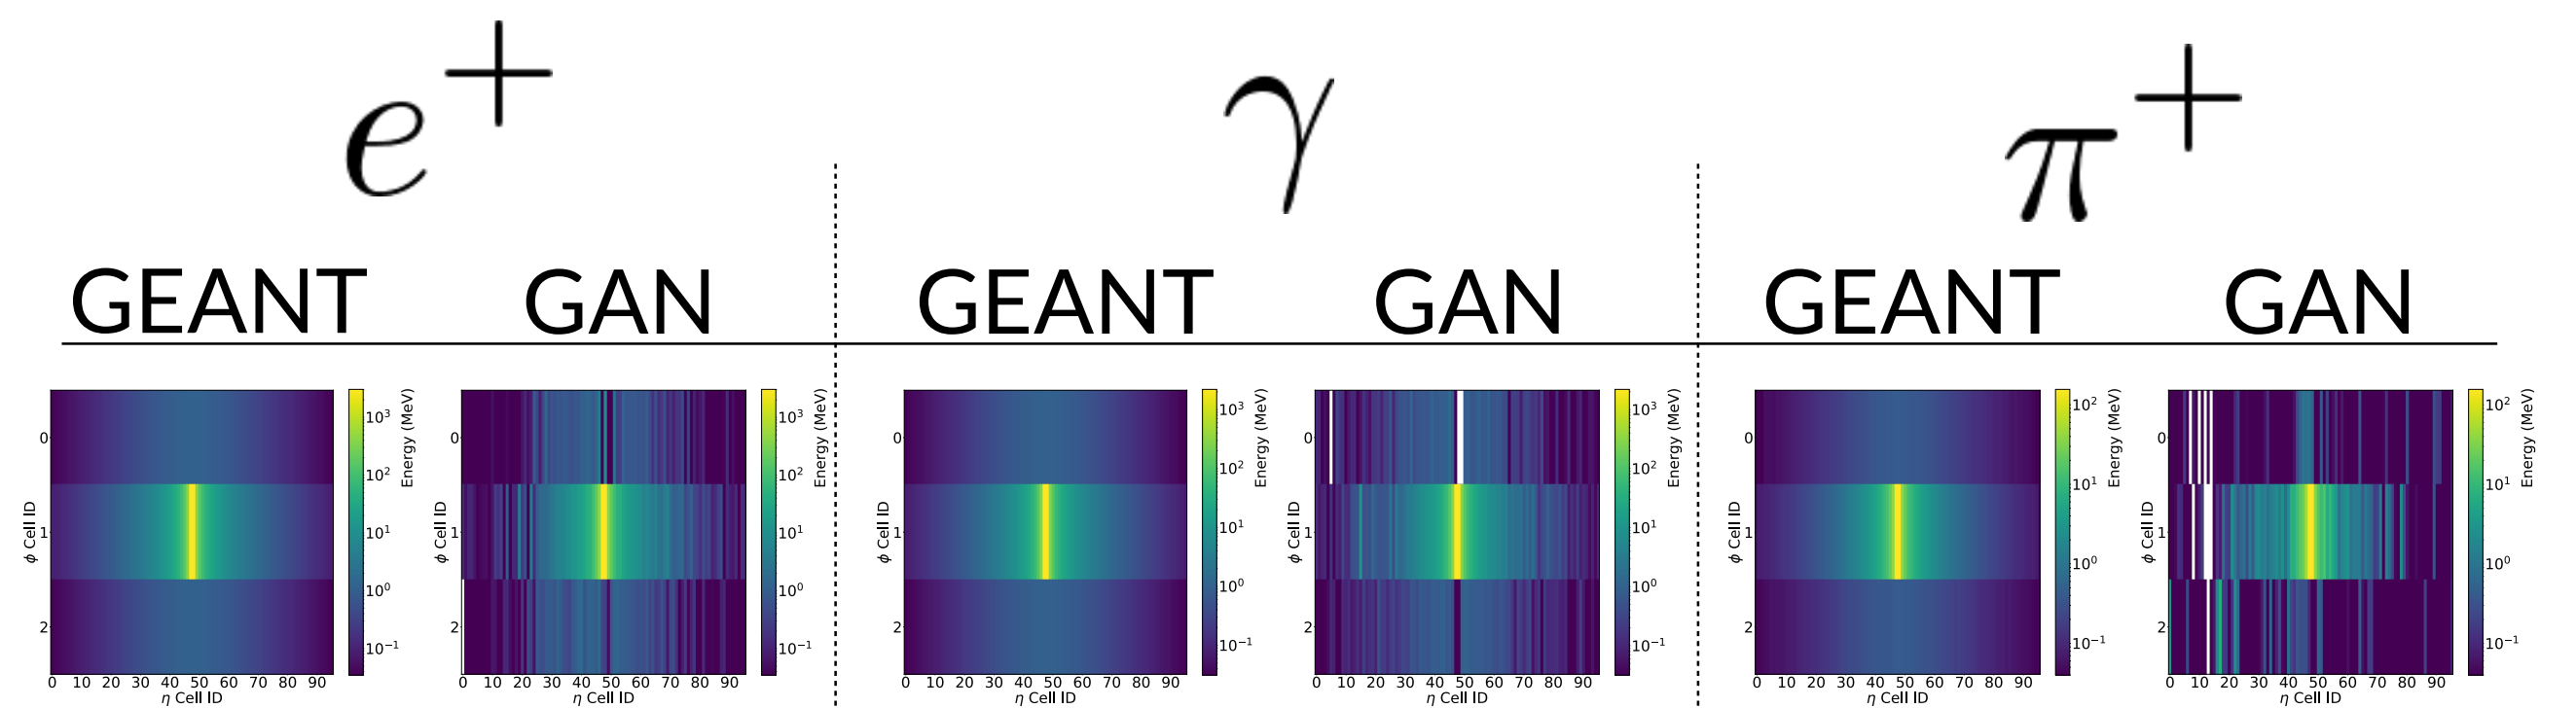 e⁺ γ π⁺
GEANT GAN GEANT GAN GEANT GAN
ϕ Cell ID
0
1
2
0 10 20 30 40 50 60 70 80 90
η Cell ID
Energy (MeV)
10³
10²
10¹
10⁰
10⁻¹
ϕ Cell ID
0
1
2
0 10 20 30 40 50 60 70 80 90
η Cell ID
Energy (MeV)
10³
10²
10¹
10⁰
10⁻¹
ϕ Cell ID
0
1
2
0 10 20 30 40 50 60 70 80 90
η Cell ID
Energy (MeV)
10³
10²
10¹
10⁰
10⁻¹
ϕ Cell ID
0
1
2
0 10 20 30 40 50 60 70 80 90
η Cell ID
Energy (MeV)
10³
10²
10¹
10⁰
10⁻¹
ϕ Cell ID
0
1
2
0 10 20 30 40 50 60 70 80 90
η Cell ID
Energy (MeV)
10²
10¹
10⁰
10⁻¹
ϕ Cell ID
0
1
2
0 10 20 30 40 50 60 70 80 90
η Cell ID
Energy (MeV)
10²
10¹
10⁰
10⁻¹